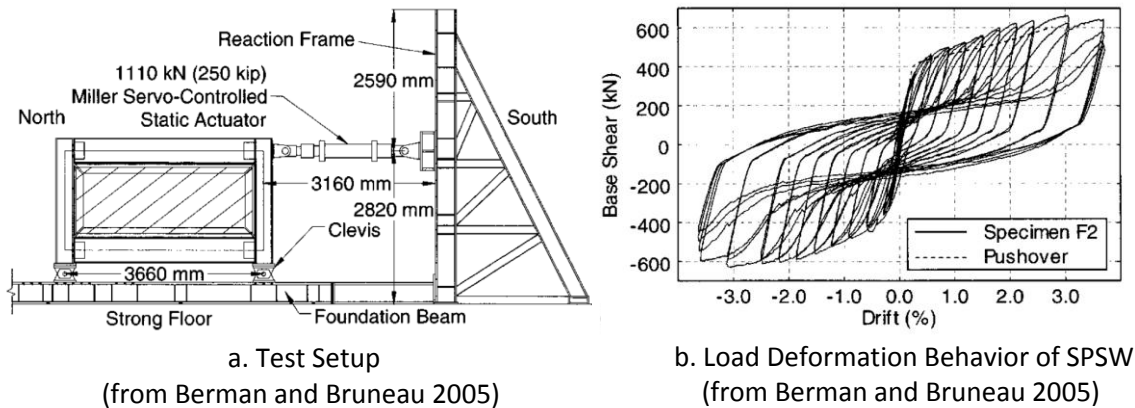 Reaction Frame
1110 kN (250 kip)
Miller Servo-Controlled
Static Actuator
North
South
2590 mm
3160 mm
2820 mm
Clevis
3660 mm
Strong Floor
Foundation Beam
a. Test Setup
(from Berman and Bruneau 2005)
Base Shear (kN)
600
400
200
0
-200
-400
-600
Specimen F2
Pushover
-3.0 -2.0 -1.0 0.0 1.0 2.0 3.0
Drift (%)
b. Load Deformation Behavior of SPSW
(from Berman and Bruneau 2005)